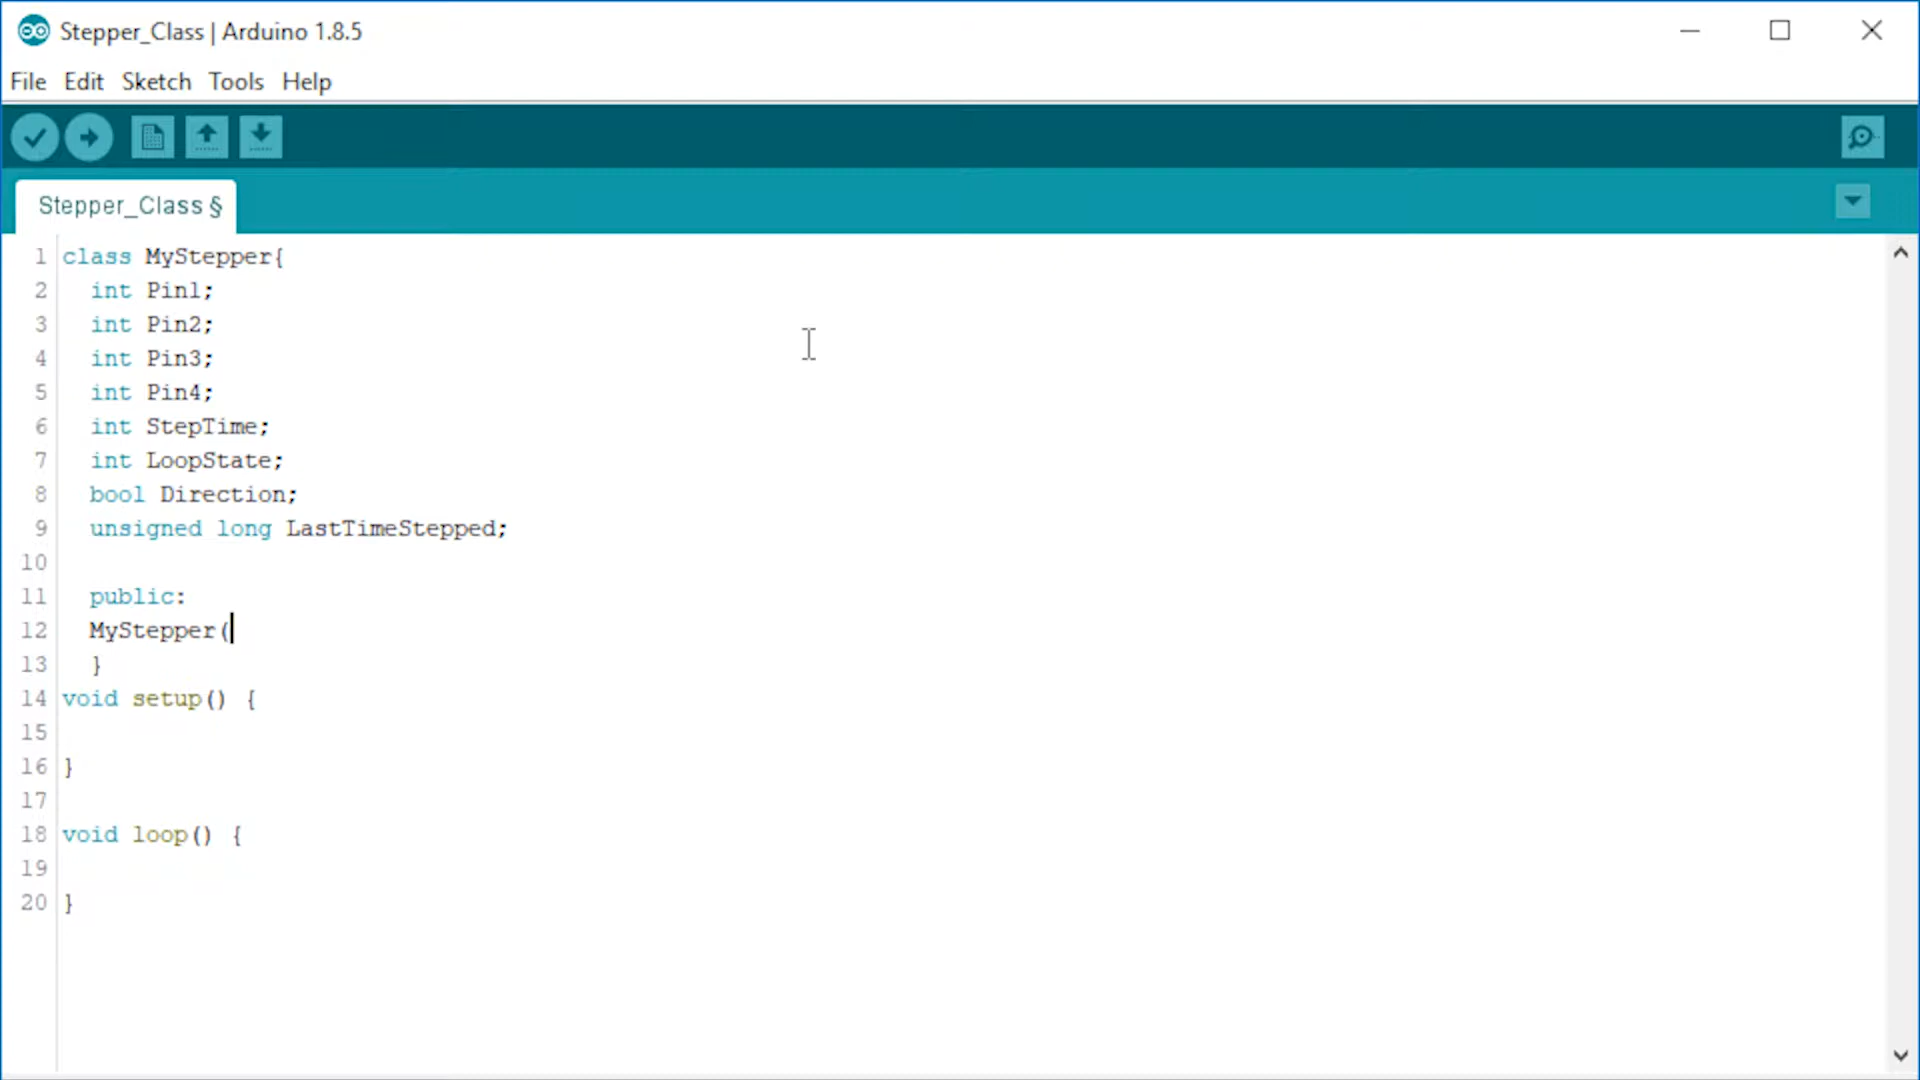 Stepper_Class | Arduino 1.8.5
File Edit Sketch Tools Help
Stepper_Class §
1 class MyStepper{
2   int Pin1;
3   int Pin2;
4   int Pin3;
5   int Pin4;
6   int StepTime;
7   int LoopState;
8   bool Direction;
9   unsigned long LastTimeStepped;
10
11   public:
12   MyStepper(
13   }
14 void setup() {
15
16 }
17
18 void loop() {
19
20 }